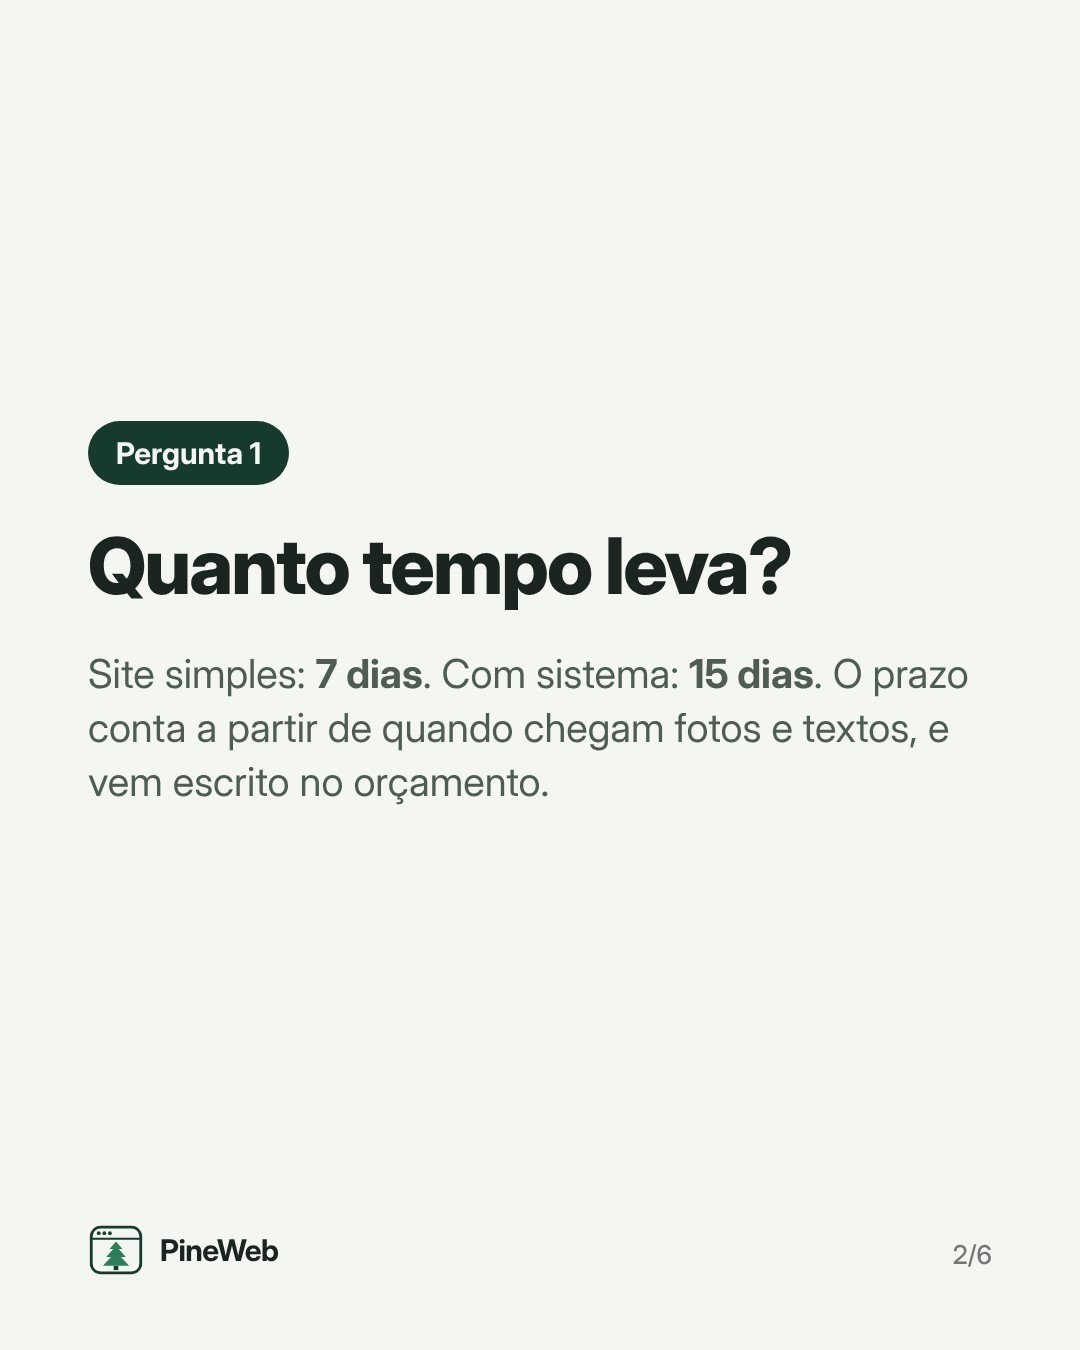 Pergunta 1
Quanto tempo leva?
Site simples: 7 dias. Com sistema: 15 dias. O prazo
conta a partir de quando chegam fotos e textos, e
vem escrito no orçamento.
PineWeb
2/6